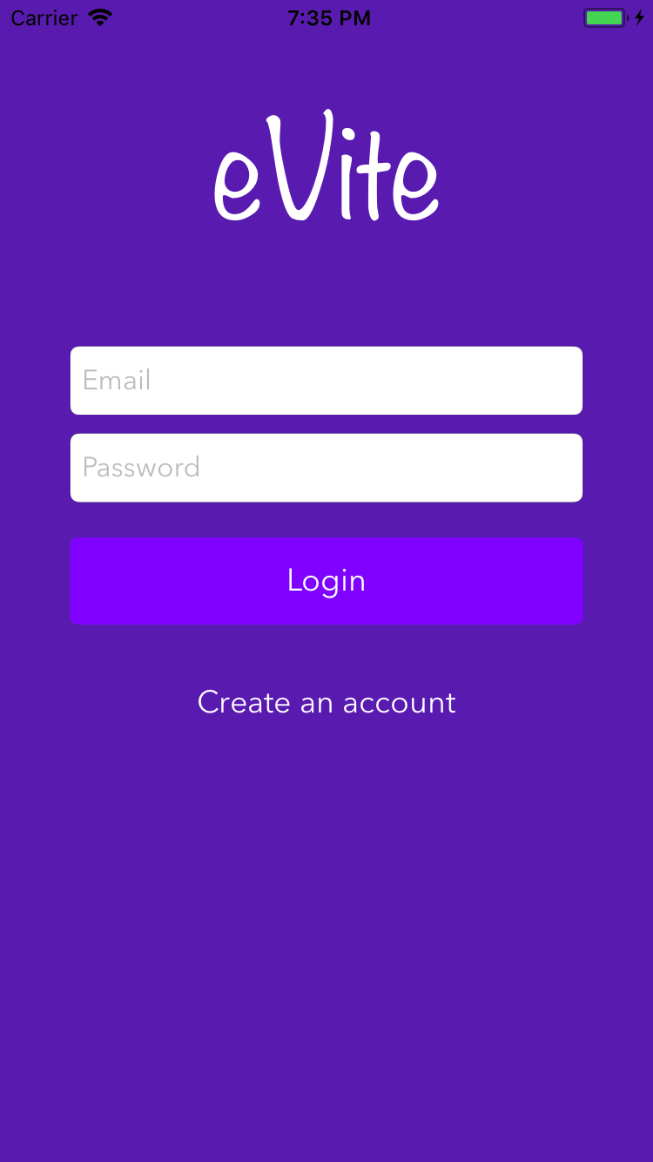 Carrier 7:35 PM
eVite
Email
Password
Login
Create an account